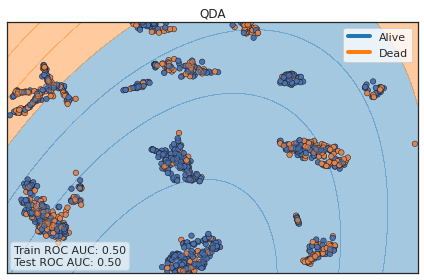 QDA
Alive
Dead
Train ROC AUC: 0.50
Test ROC AUC: 0.50